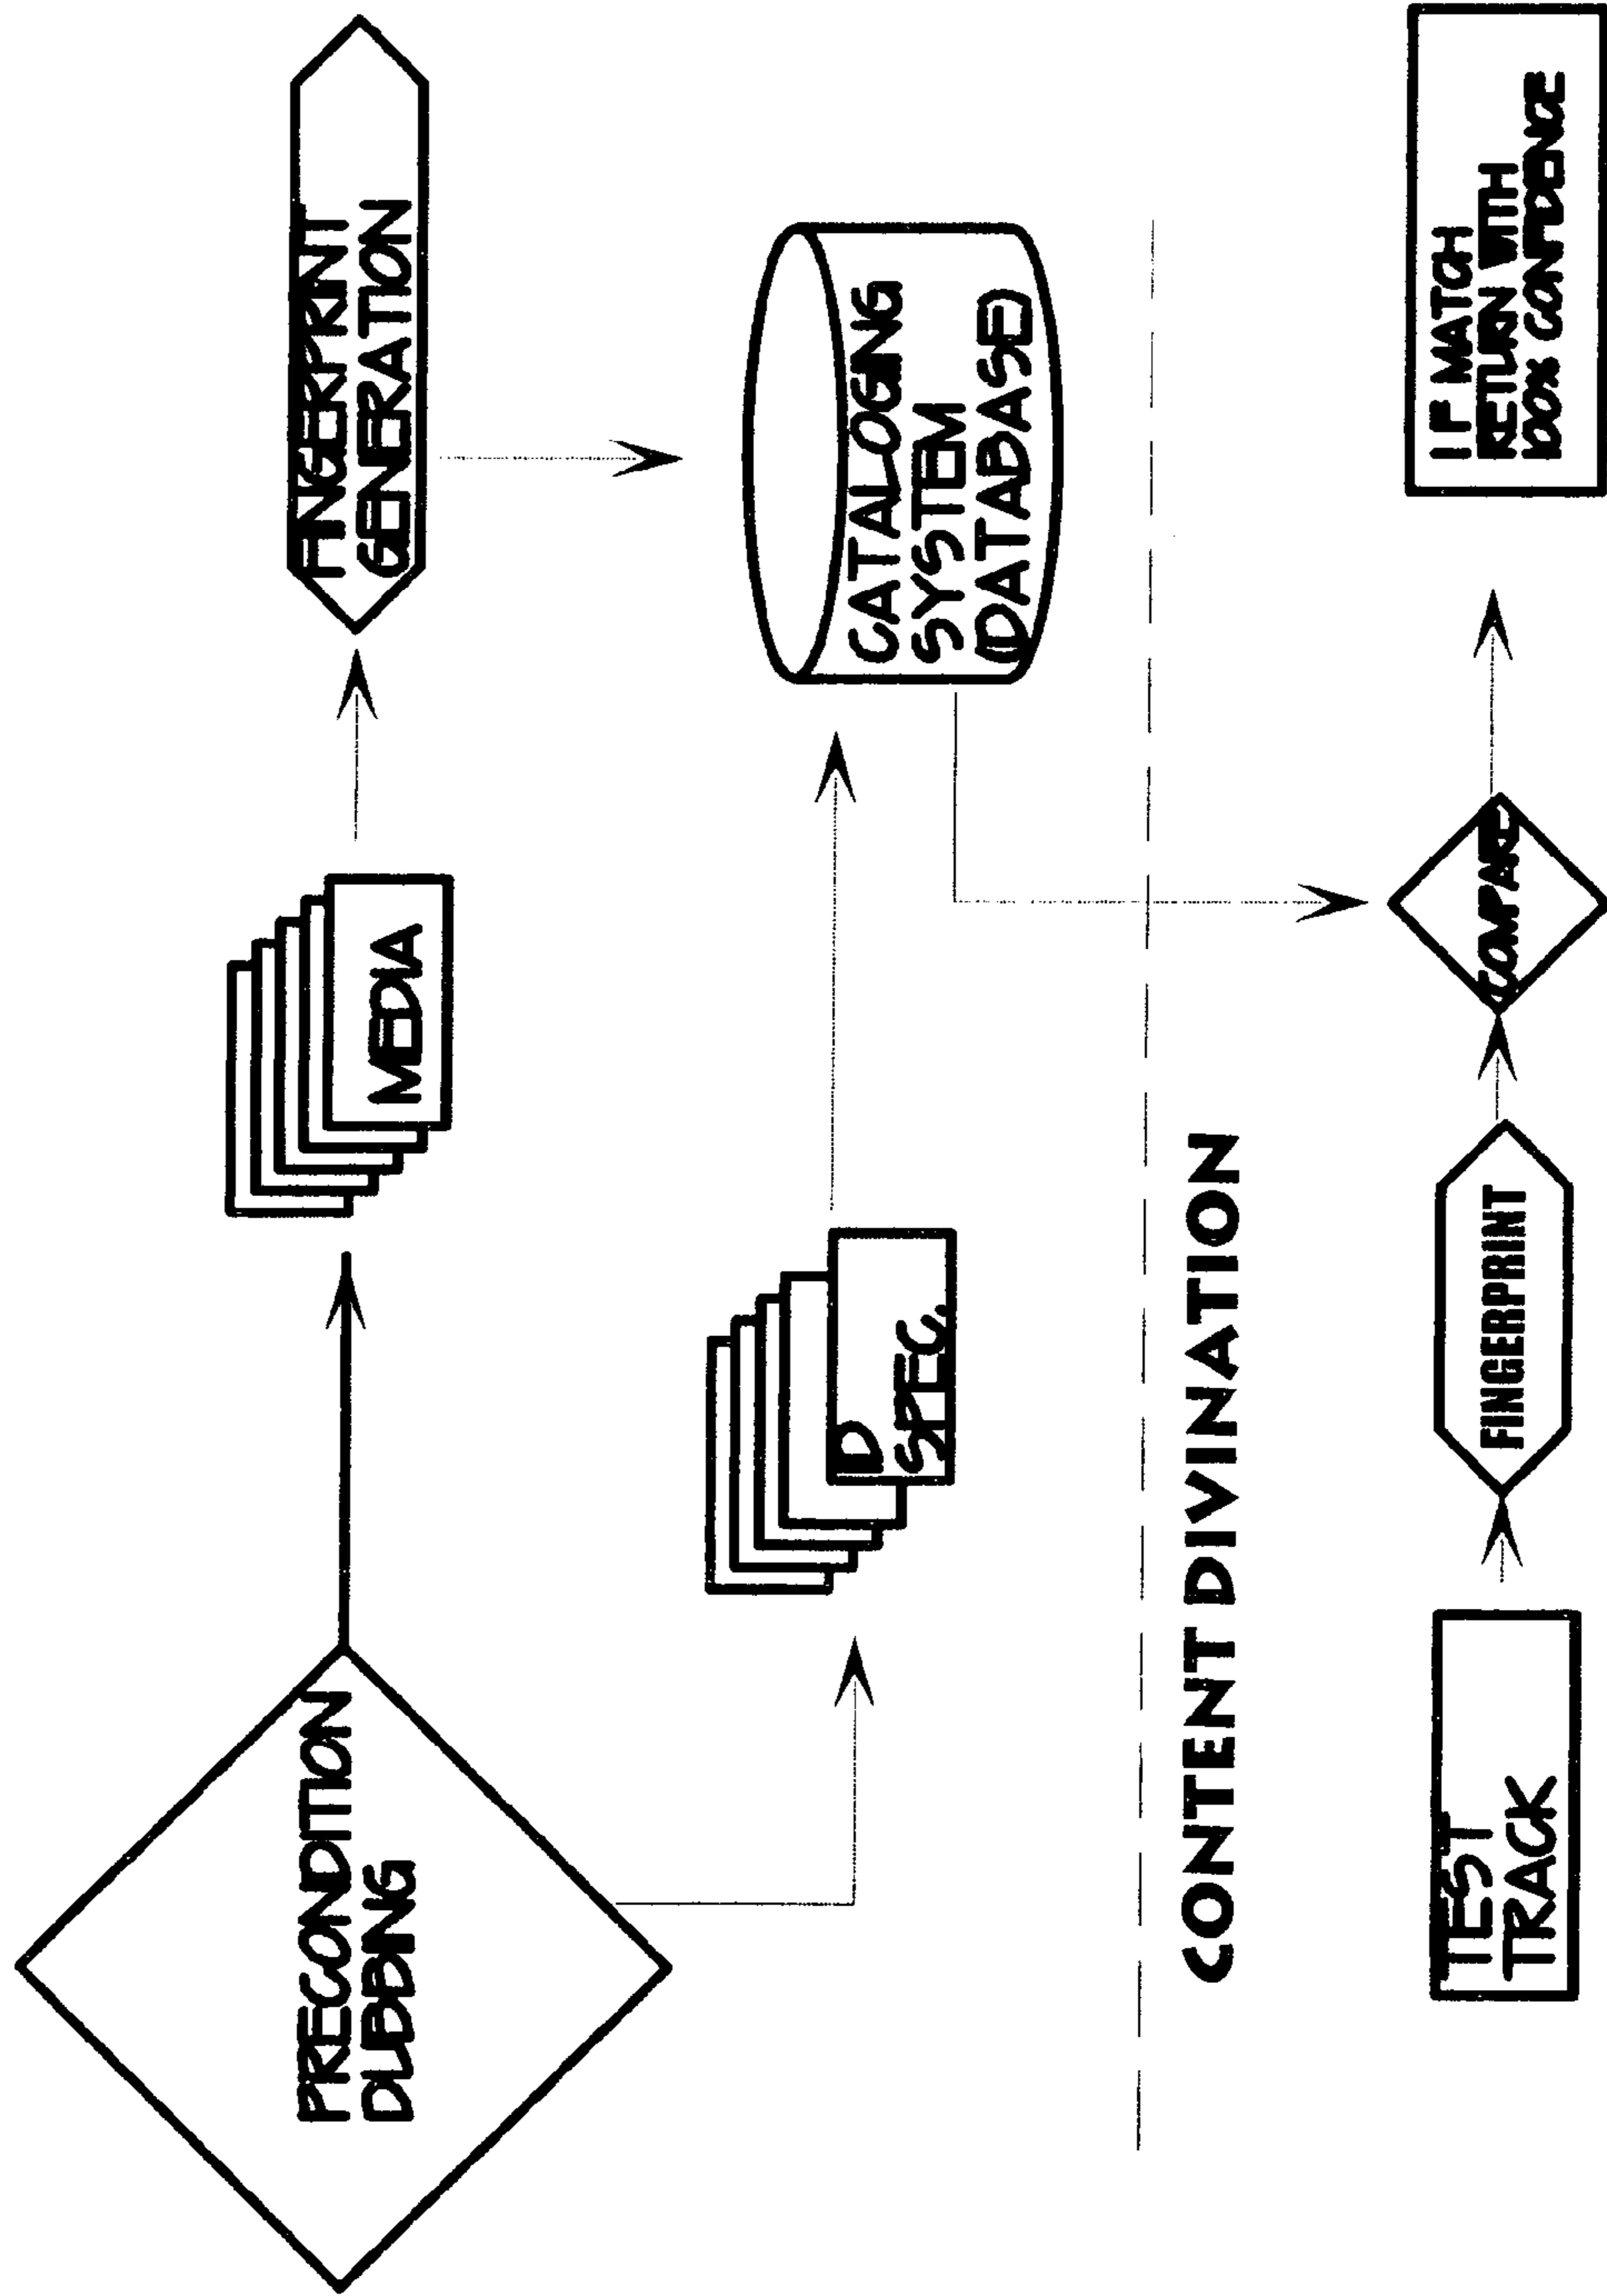 PRECONDITION
DUBBING
MEDIA
FINGERPRINT
GENERATION
ID
SPEC.
CATALOGING
SYSTEM
(DATABASE)
CONTENT DIVINATION
TEST
TRACK
FINGERPRINT
COMPARE
IF MATCH
RETURN WITH
100% CONFIDENCE